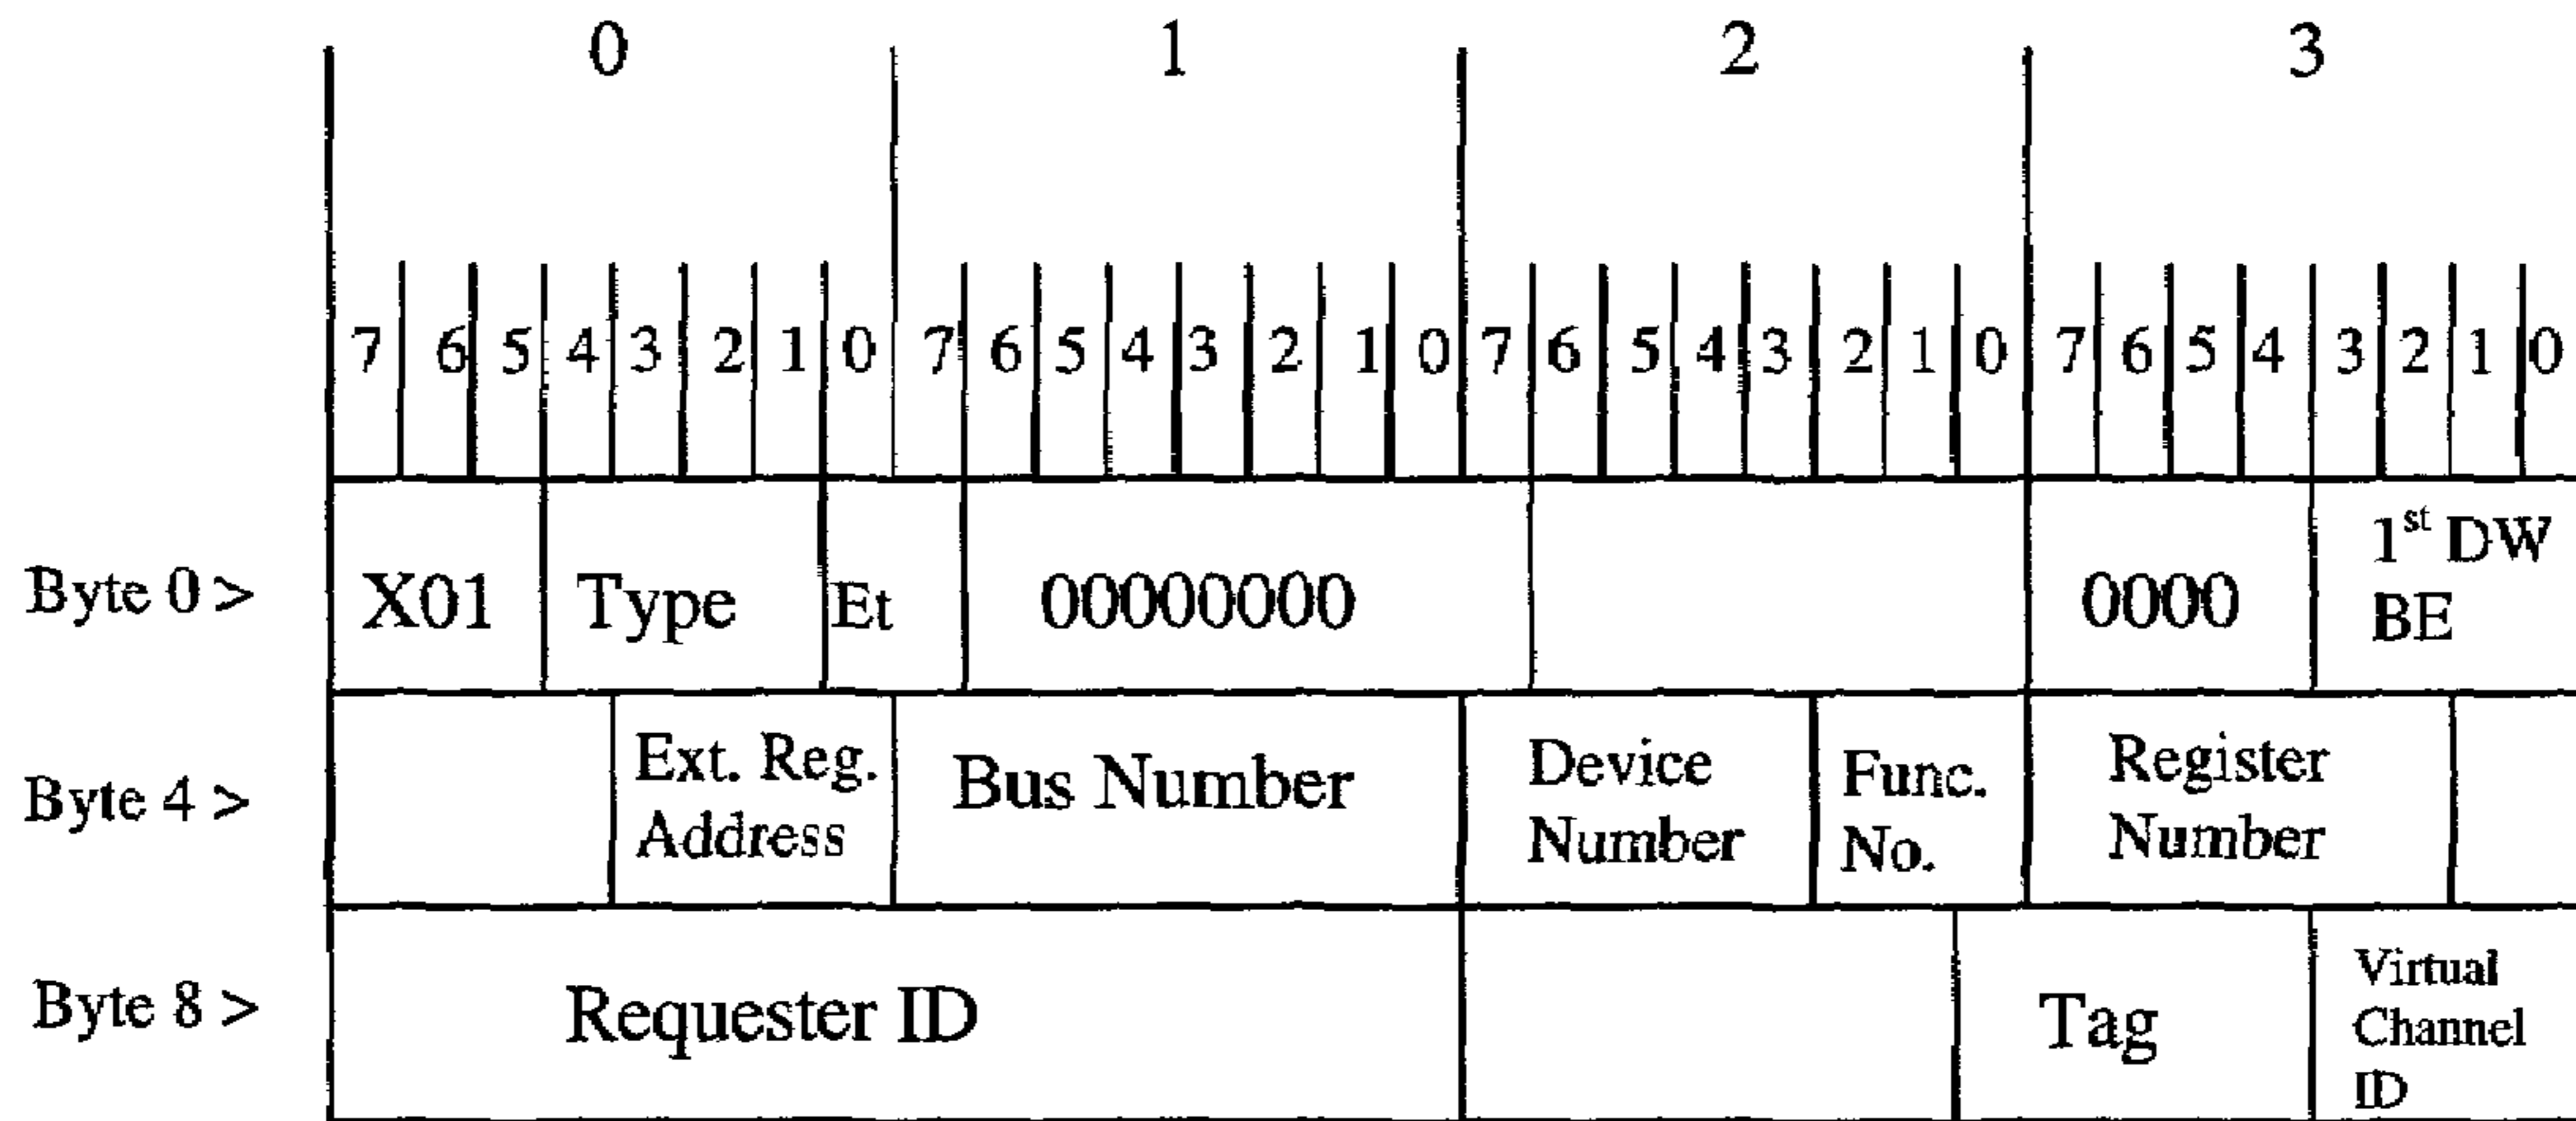 0 1 2 3
7 6 5 4 3 2 1 0 7 6 5 4 3 2 1 0 7 6 5 4 3 2 1 0 7 6 5 4 3 2 1 0
Byte 0 > X01 Type Et 00000000 0000 1st DW
BE
Byte 4 > Ext. Reg. Bus Number Device Func. Register
Address Number No. Number
Byte 8 > Requester ID Tag Virtual
Channel
ID